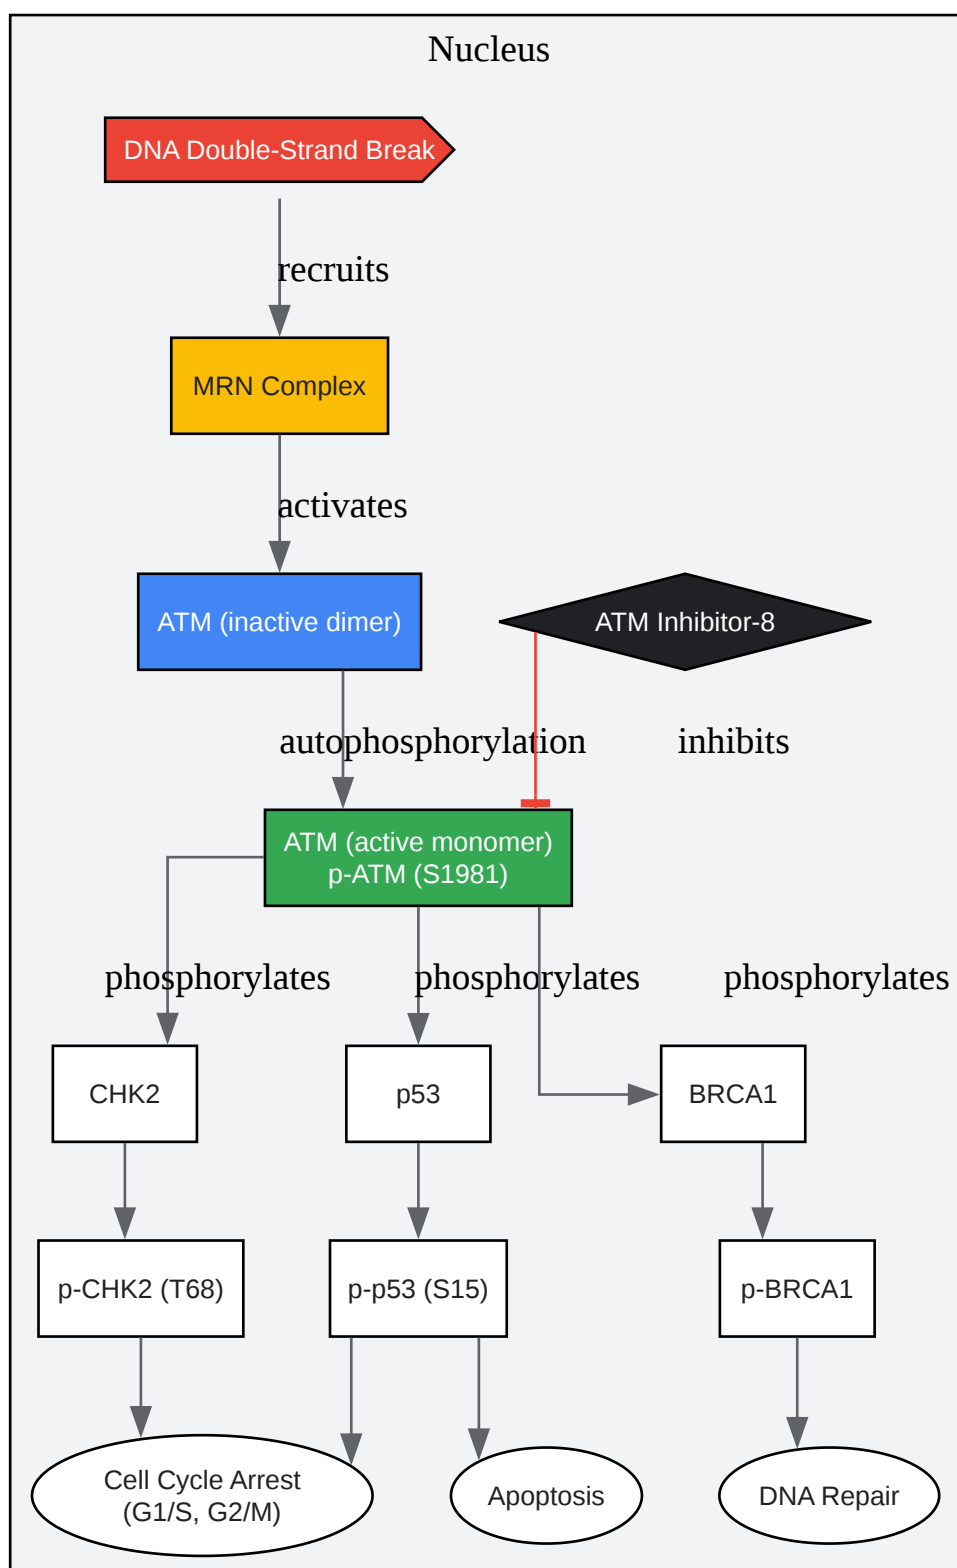 Nucleus
DNA Double-Strand Break
recruits
MRN Complex
activates
ATM (inactive dimer)
ATM Inhibitor-8
autophosphorylation
inhibits
ATM (active monomer)
p-ATM (S1981)
phosphorylates
phosphorylates
phosphorylates
CHK2
p53
BRCA1
p-CHK2 (T68)
p-p53 (S15)
p-BRCA1
Cell Cycle Arrest
(G1/S, G2/M)
Apoptosis
DNA Repair